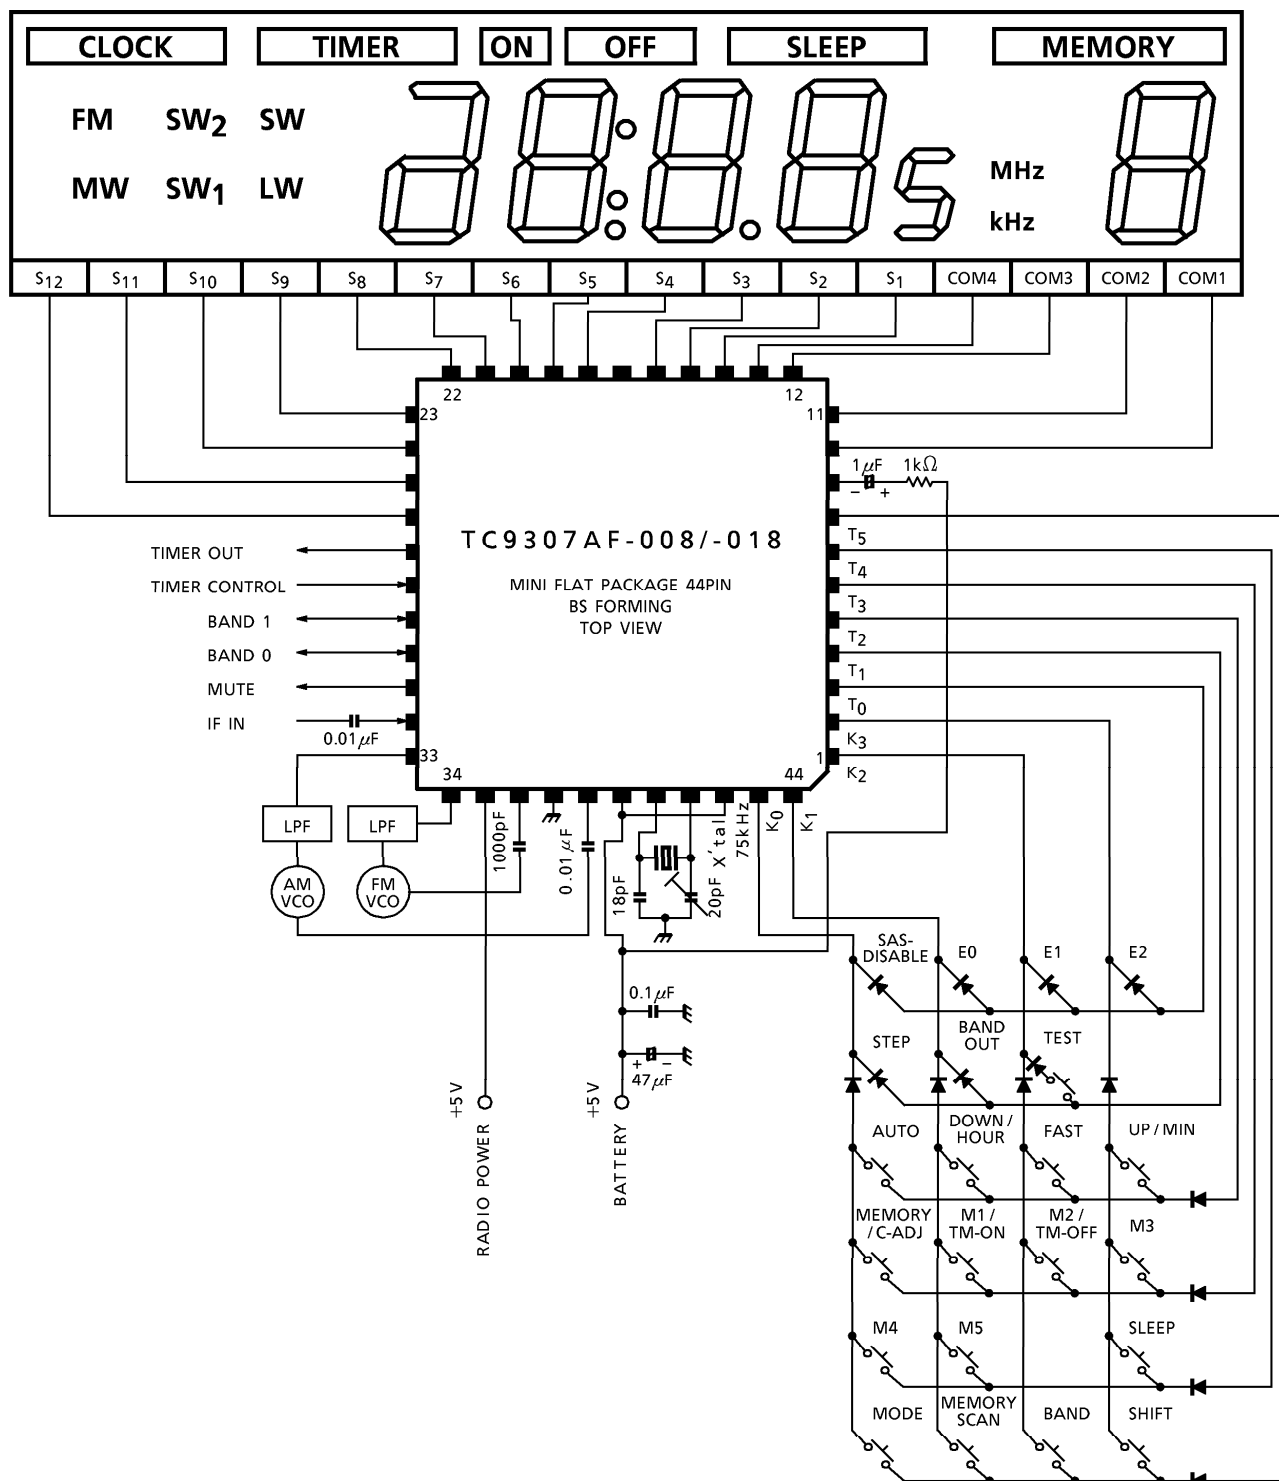 CLOCK TIMER ON OFF SLEEP MEMORY
FM SW2 SW
MHz
MW SW1 LW
kHz
S12 S11 S10 S9 S8 S7 S6 S5 S4 S3 S2 S1 COM4 COM3 COM2 COM1
22 12
23 11
1μF 1kΩ
− +
TC9307AF-008/-018
MINI FLAT PACKAGE 44PIN
BS FORMING
TOP VIEW
TIMER OUT
TIMER CONTROL
BAND 1
BAND 0
MUTE
IF IN
0.01μF
T5
T4
T3
T2
T1
T0
K3
K2
33 1
34 44
LPF LPF
AM
VCO
FM
VCO
1000pF
0.01μF
18pF
20pF
X'tal
75kHz
K0
K1
0.1μF
+ −
47μF
+5V
RADIO POWER
+5V
BATTERY
SAS-
DISABLE
E0 E1 E2
STEP
BAND
OUT
TEST
AUTO
DOWN /
HOUR
FAST
UP / MIN
MEMORY
/ C-ADJ
M1 /
TM-ON
M2 /
TM-OFF
M3
M4 M5 SLEEP
MODE
MEMORY
SCAN
BAND
SHIFT